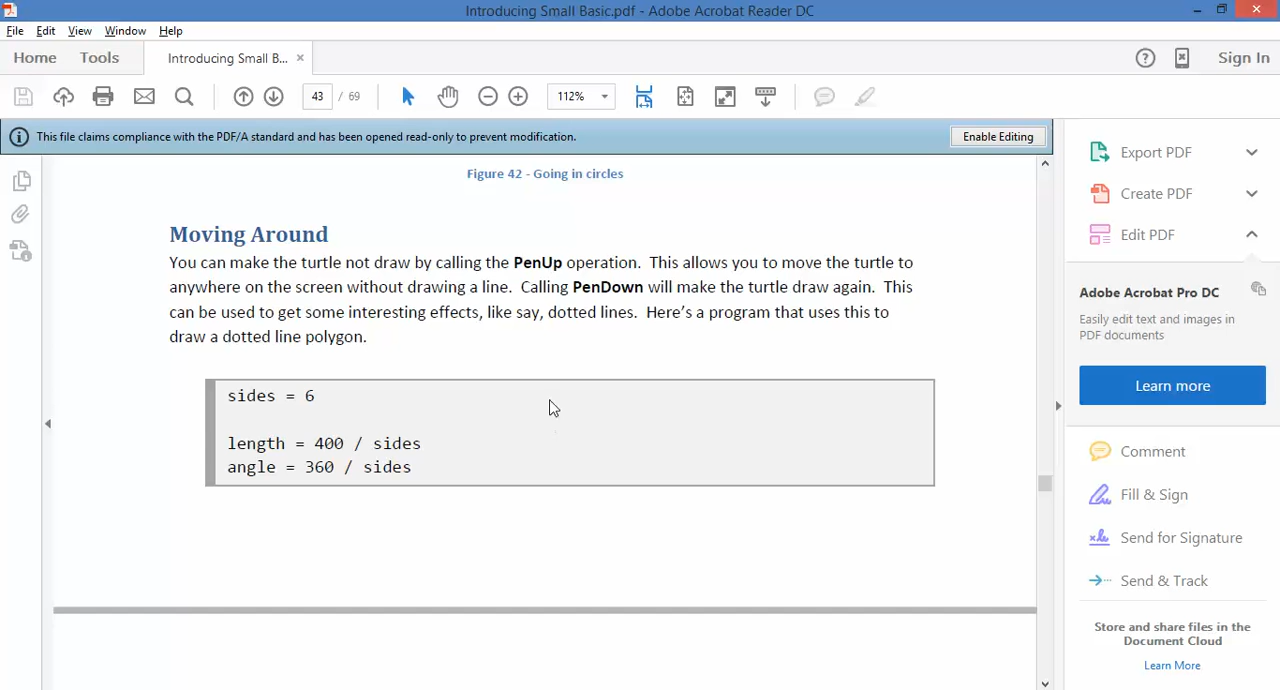 Introducing Small Basic.pdf - Adobe Acrobat Reader DC
File Edit View Window Help
Home Tools Introducing Small B... × Sign In
43 / 69 112%
This file claims compliance with the PDF/A standard and has been opened read-only to prevent modification. Enable Editing
Figure 42 - Going in circles
Moving Around
You can make the turtle not draw by calling the PenUp operation. This allows you to move the turtle to
anywhere on the screen without drawing a line. Calling PenDown will make the turtle draw again. This
can be used to get some interesting effects, like say, dotted lines. Here's a program that uses this to
draw a dotted line polygon.
sides = 6
length = 400 / sides
angle = 360 / sides
Export PDF
Create PDF
Edit PDF
Adobe Acrobat Pro DC
Easily edit text and images in
PDF documents
Learn more
Comment
Fill & Sign
Send for Signature
Send & Track
Store and share files in the
Document Cloud
Learn More